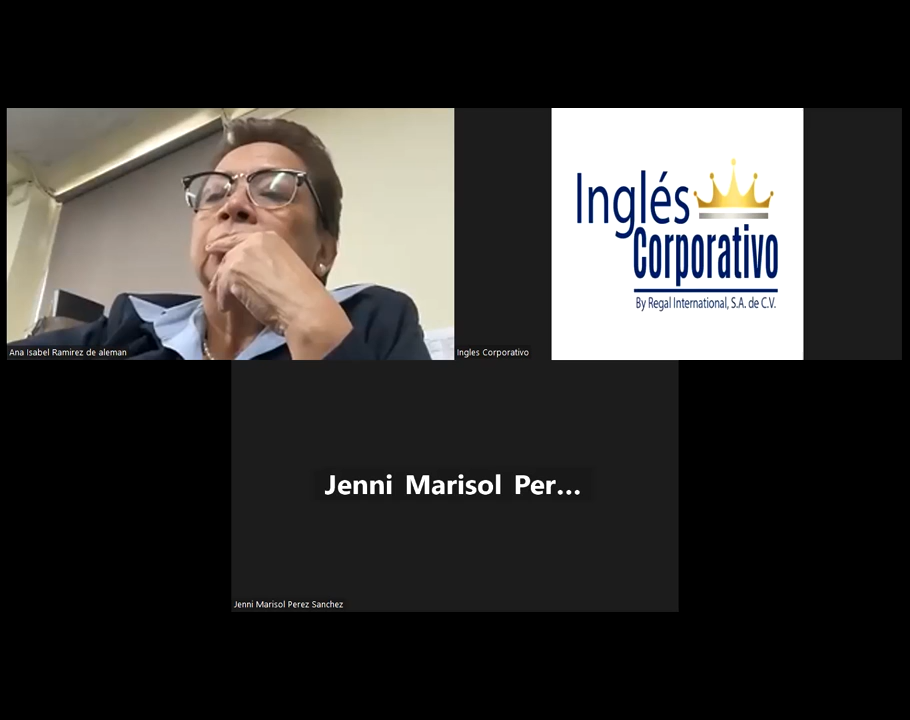 Inglés
Corporativo
By Regal International, S.A. de C.V.
Ana Isabel Ramirez de aleman
Ingles Corporativo
Jenni Marisol Per...
Jenni Marisol Perez Sanchez